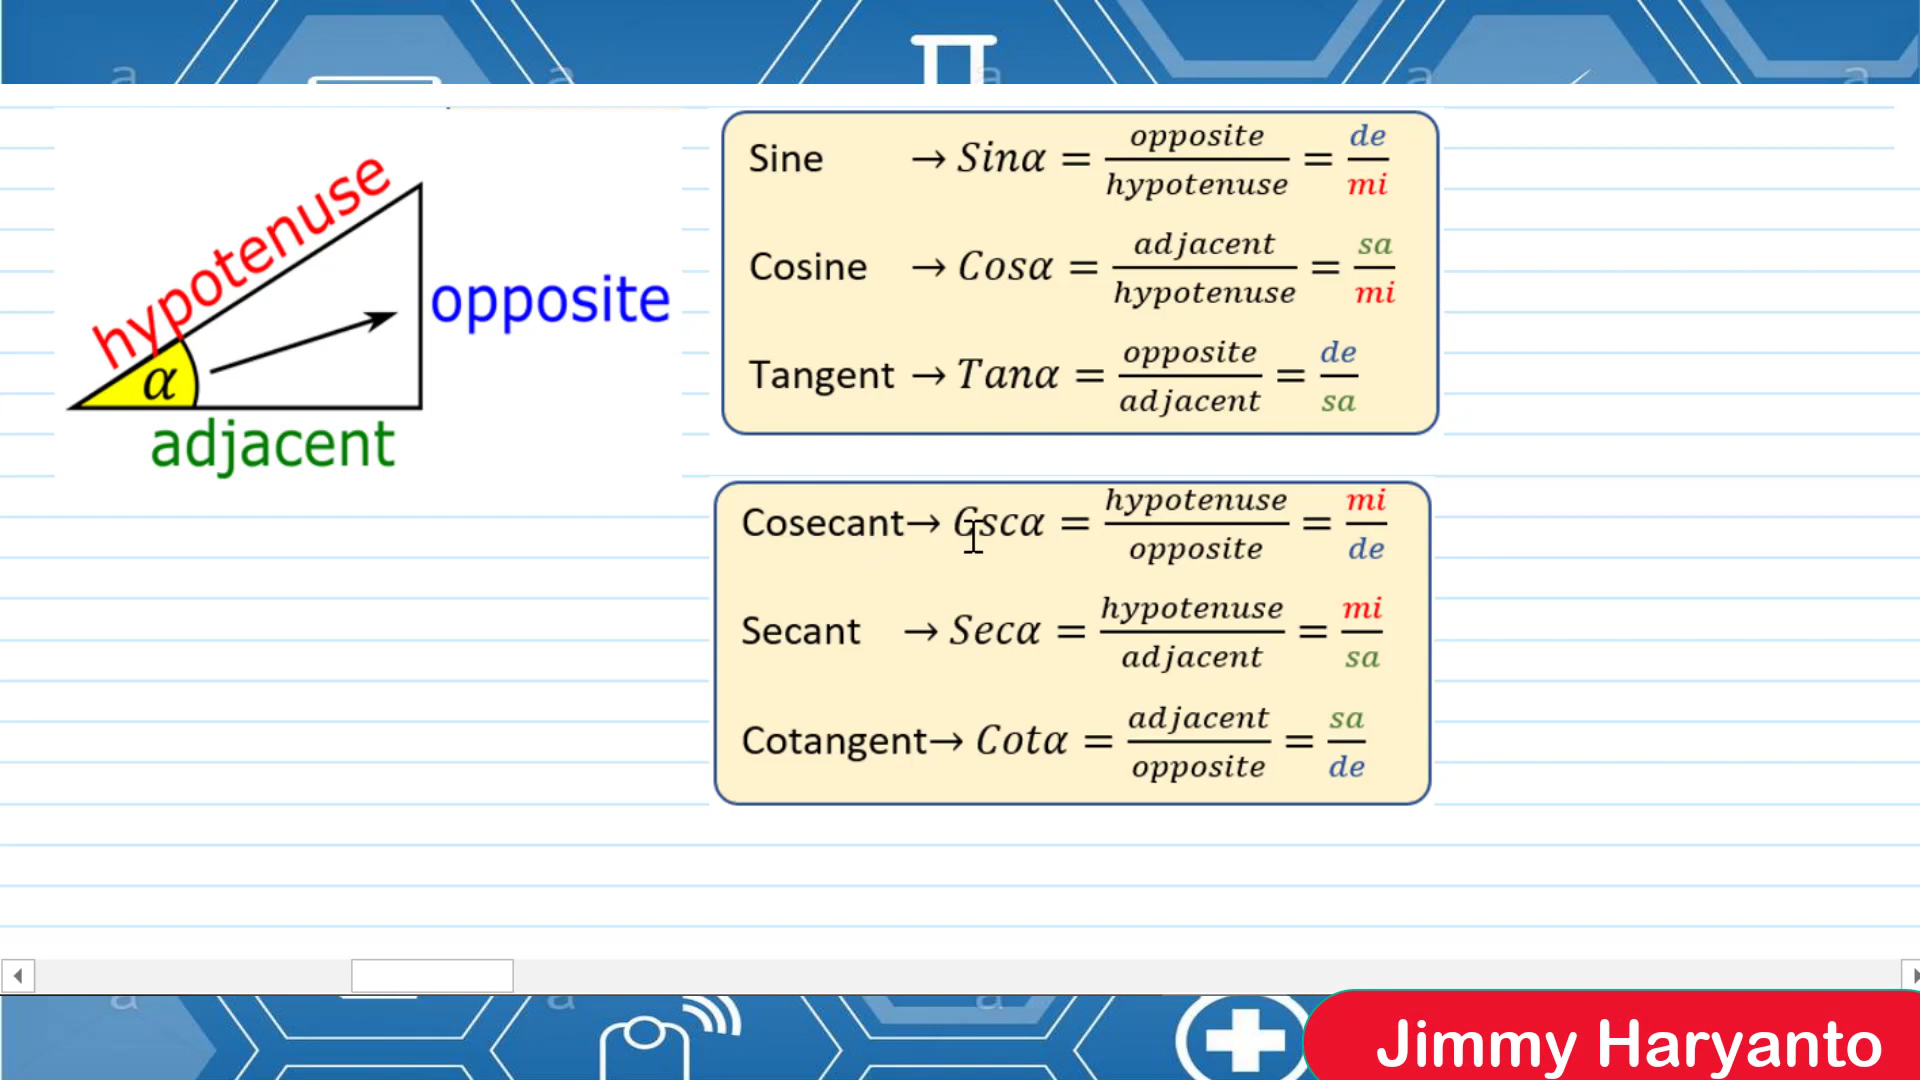 hypotenuse
opposite
α
adjacent
Sine → Sinα = opposite/hypotenuse = de/mi
Cosine → Cosα = adjacent/hypotenuse = sa/mi
Tangent → Tanα = opposite/adjacent = de/sa
Cosecant→ Cscα = hypotenuse/opposite = mi/de
Secant → Secα = hypotenuse/adjacent = mi/sa
Cotangent→ Cotα = adjacent/opposite = sa/de
Jimmy Haryanto